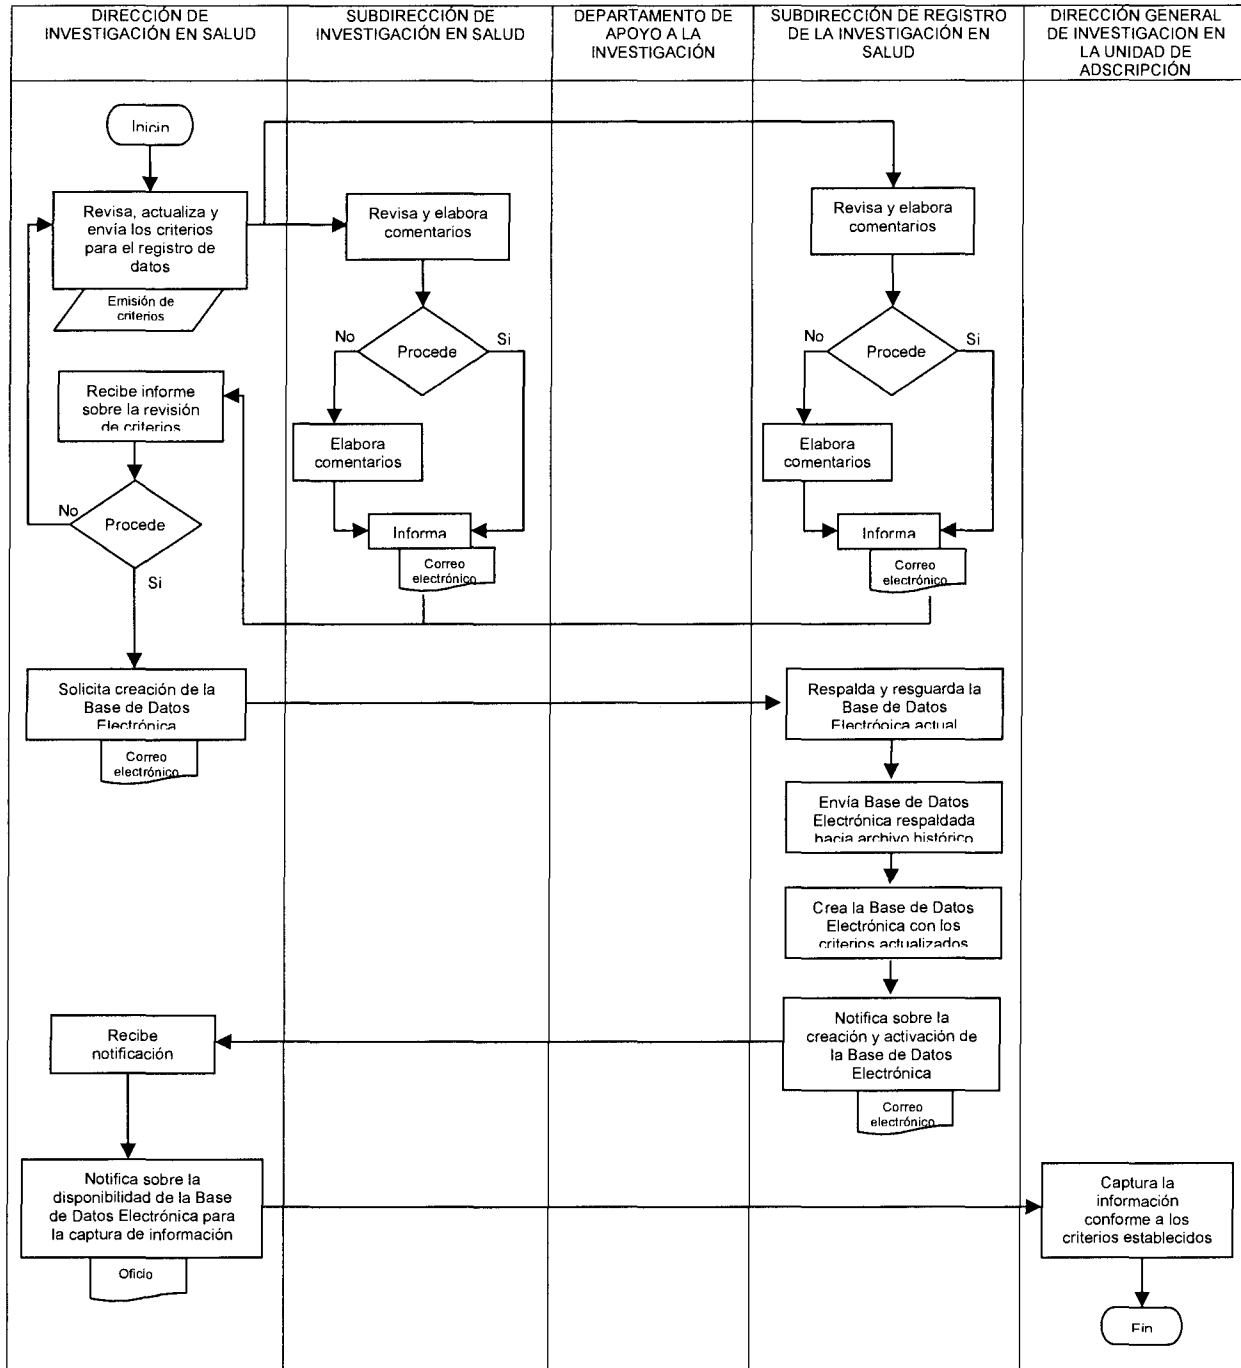 DIRECCIÓN DE
INVESTIGACIÓN EN SALUD
SUBDIRECCIÓN DE
INVESTIGACIÓN EN SALUD
DEPARTAMENTO DE
APOYO A LA
INVESTIGACIÓN
SUBDIRECCIÓN DE REGISTRO
DE LA INVESTIGACIÓN EN
SALUD
DIRECCIÓN GENERAL
DE INVESTIGACION EN
LA UNIDAD DE
ADSCRIPCIÓN
Inicio
Revisa, actualiza y
envía los criterios
para el registro de
datos
Emisión de
criterios
Revisa y elabora
comentarios
Revisa y elabora
comentarios
No
Procede
Si
No
Procede
Si
Recibe informe
sobre la revisión
de criterios
Elabora
comentarios
Elabora
comentarios
No
Procede
Si
Informa
Correo
electrónico
Informa
Correo
electrónico
Solicita creación de la
Base de Datos
Electrónica
Correo
electrónico
Respalda y resguarda la
Base de Datos
Electrónica actual
Envía Base de Datos
Electrónica respaldada
hacia archivo histórico
Crea la Base de Datos
Electrónica con los
criterios actualizados
Notifica sobre la
creación y activación de
la Base de Datos
Electrónica
Correo
electrónico
Recibe
notificación
Notifica sobre la
disponibilidad de la Base
de Datos Electrónica para
la captura de información
Oficio
Captura la
información
conforme a los
criterios establecidos
Fin